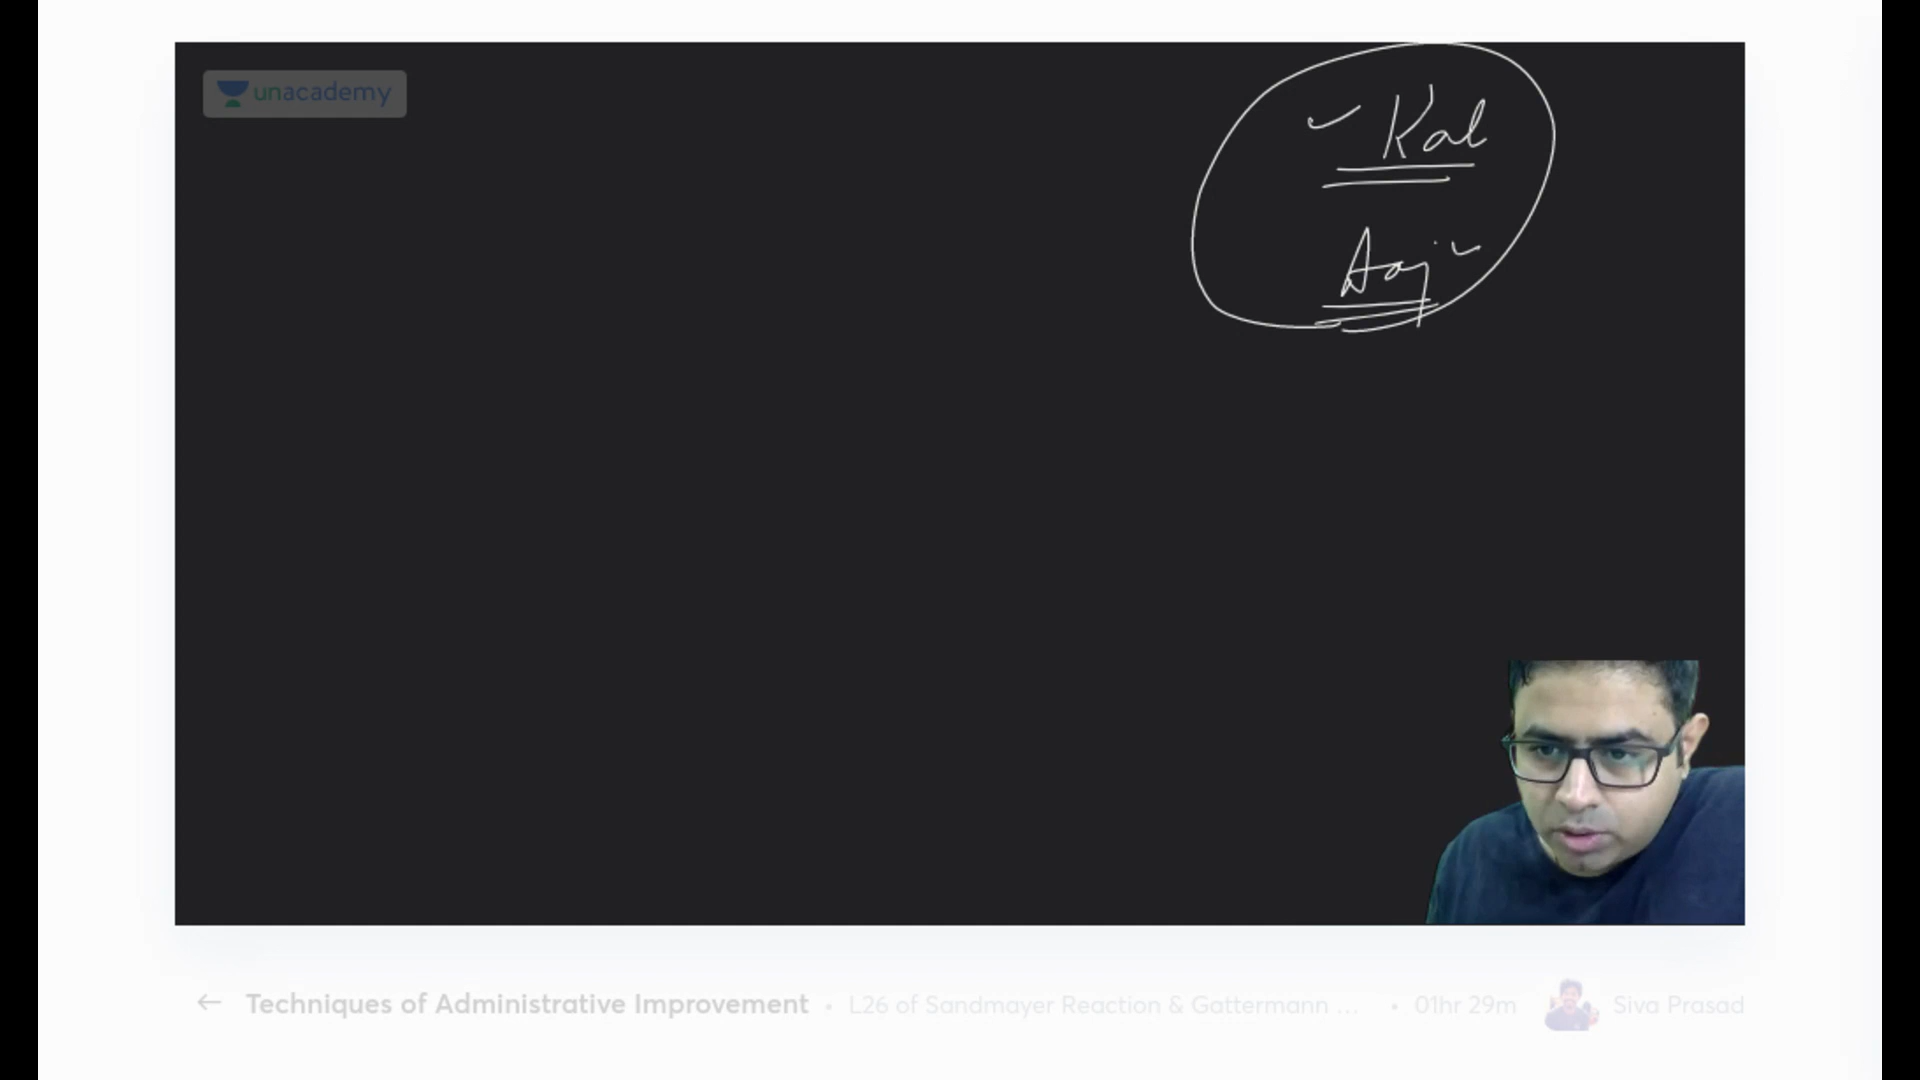 unacademy
Kal
Aaj
Techniques of Administrative Improvement • L26 of Sandmayer Reaction & Gattermann ... • 01hr 29m Siva Prasad